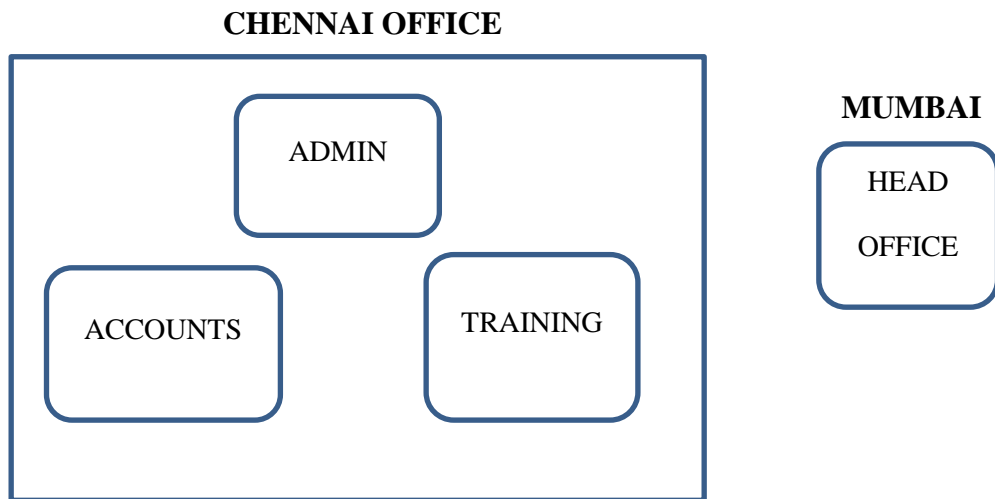 CHENNAI OFFICE
MUMBAI
ADMIN
HEAD
OFFICE
ACCOUNTS
TRAINING